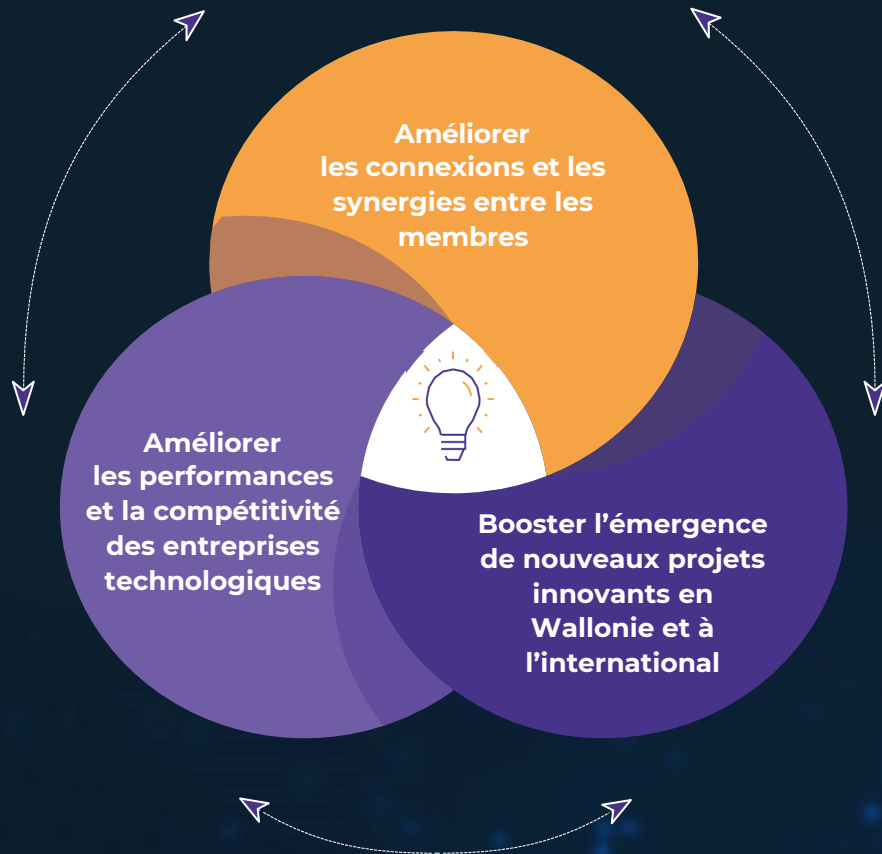 Améliorer
les connexions et les
synergies entre les
membres
Améliorer
les performances
et la compétitivité
des entreprises
technologiques
Booster l’émergence
de nouveaux projets
innovants en
Wallonie et à
l’international